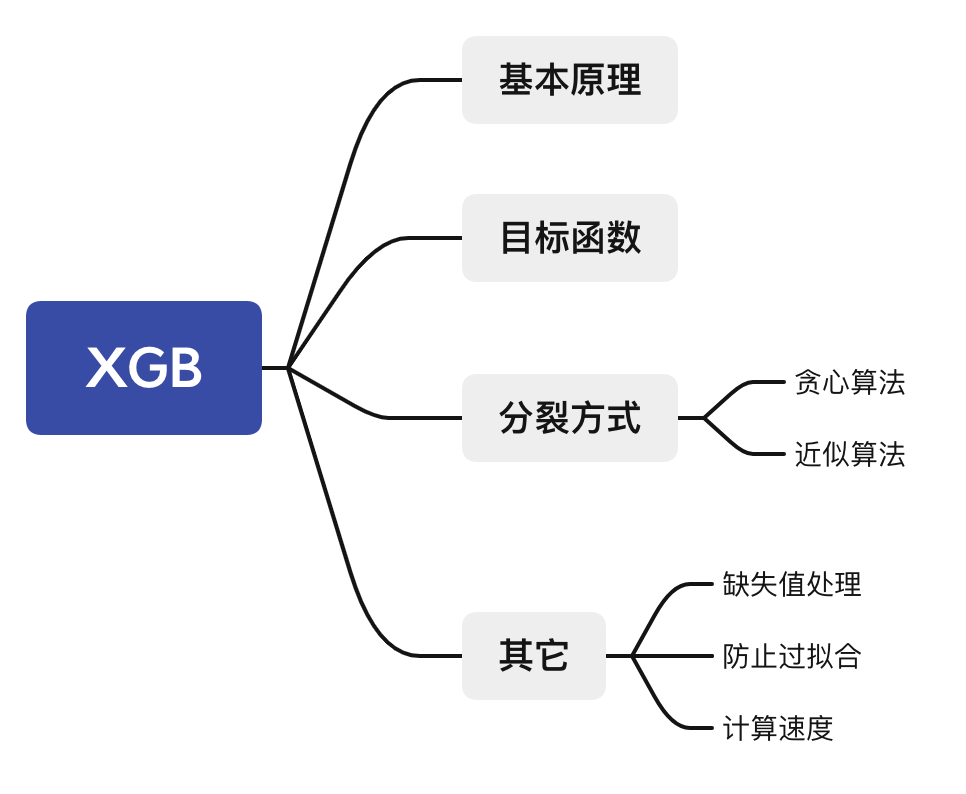 XGB
基本原理
目标函数
分裂方式
贪心算法
近似算法
其它
缺失值处理
防止过拟合
计算速度